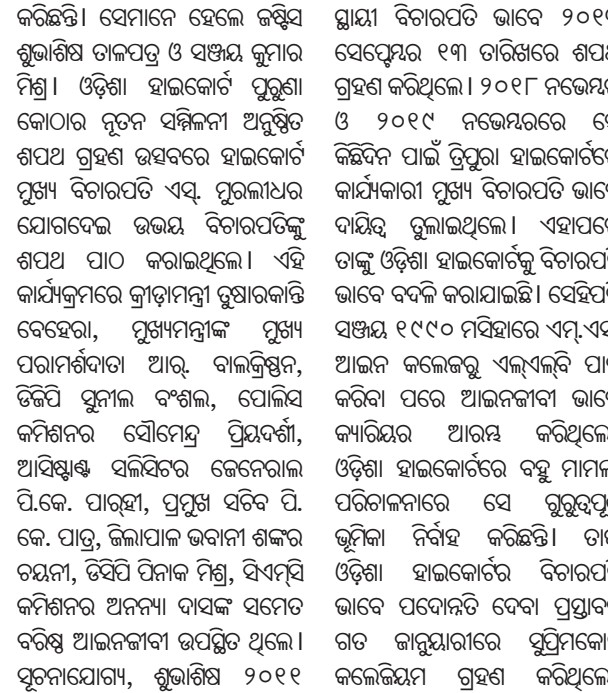 କରିଛନ୍ତି। ସେମାନେ ହେଲେ ଜଷ୍ଟିସ
ଶୁଭାଶିଷ ତାଳପତ୍ର ଓ ସଞ୍ଜୟ କୁମାର
ମିଶ୍ର। ଓଡ଼ିଶା ହାଇକୋର୍ଟ ପୁରୁଣା
କୋଠାର ନୂତନ ସମ୍ମିଳନୀ ଅନୁଷ୍ଠିତ
ଶପଥ ଗ୍ରହଣ ଉତ୍ସବରେ ହାଇକୋର୍ଟ
ମୁଖ୍ୟ ବିଚାରପତି ଏସ୍. ମୁରଲୀଧର
ଯୋଗଦେଇ ଉଭୟ ବିଚାରପତିଙ୍କୁ
ଶପଥ ପାଠ କରାଇଥିଲେ। ଏହି
କାର୍ଯ୍ୟକ୍ରମରେ କ୍ରୀଡ଼ାମନ୍ତ୍ରୀ ତୁଷାରକାନ୍ତି
ବେହେରା, ମୁଖ୍ୟମନ୍ତ୍ରୀଙ୍କ ମୁଖ୍ୟ
ପରାମର୍ଶଦାତା ଆର୍. ବାଲକ୍ରିଷ୍ଣନ,
ଡିଜିପି ସୁନୀଲ ବଂଶଲ, ପୋଲିସ
କମିଶନର ସୌମେନ୍ଦ୍ର ପ୍ରିୟଦର୍ଶୀ,
ଆସିଷ୍ଟାଣ୍ଟ ସଲିସିଟର ଜେନେରାଲ
ପି.କେ. ପାର୍‌ହୀ, ପ୍ରମୁଖ ସଚିବ ପି.
କେ. ପାତ୍ର, ଜିଲାପାଳ ଭବାନୀ ଶଙ୍କର
ଚୟନୀ, ଡିସିପି ପିନାକ ମିଶ୍ର, ସିଏମ୍‌ସି
କମିଶନର ଅନନ୍ୟା ଦାସଙ୍କ ସମେତ
ବରିଷ୍ଠ ଆଇନଜୀବୀ ଉପସ୍ଥିତ ଥିଲେ।
ସୂଚନାଯୋଗ୍ୟ, ଶୁଭାଶିଷ ୨୦୧୧
ସ୍ଥାୟୀ ବିଚାରପତି ଭାବେ
ସେପ୍ଟେମ୍ବର ୧୩ ତାରିଖରେ ଶପଥ
ଗ୍ରହଣ କରିଥିଲେ। ୨୦୧୮ ନଭେମ୍ବର
ଓ ୨୦୧୯ ନଭେମ୍ବରରେ ସେ
କିଛିଦିନ ପାଇଁ ତ୍ରିପୁରା ହାଇକୋର୍ଟରେ
କାର୍ଯ୍ୟକାରୀ ମୁଖ୍ୟ ବିଚାରପତି ଭାବେ
ଦାୟିତ୍ୱ ତୁଲାଇଥିଲେ। ଏହାପରେ
ତାଙ୍କୁ ଓଡ଼ିଶା ହାଇକୋର୍ଟକୁ ବିଚାରପତି
ଭାବେ ବଦଳି କରାଯାଇଛି। ସେହିପରି
ସଞ୍ଜୟ ୧୯୯୦ ମସିହାରେ ଏମ୍.ଏସ୍
ଆଇନ କଲେଜରୁ ଏଲ୍‌ଏଲ୍‌ବି ପାସ
କରିବା ପରେ ଆଇନଜୀବୀ ଭାବେ
କ୍ୟାରିୟର ଆରମ୍ଭ କରିଥିଲେ
ଓଡ଼ିଶା ହାଇକୋର୍ଟରେ ବହୁ ମାମଲା
ପରିଚାଳନାରେ ସେ ଗୁରୁତ୍ୱପୂର୍ଣ୍ଣ
ଭୂମିକା ନିର୍ବାହ କରିଛନ୍ତି।
ଓଡ଼ିଶା ହାଇକୋର୍ଟର ବିଚାରପତି
ଭାବେ ପଦୋନ୍ନତି ଦେବା ପ୍ରସ୍ତାବ
ଗତ ଜାନୁୟାରୀରେ ସୁପ୍ରିମକୋର୍ଟ
କଲେଜିୟମ ଗ୍ରହଣ କରିଥିଲେ